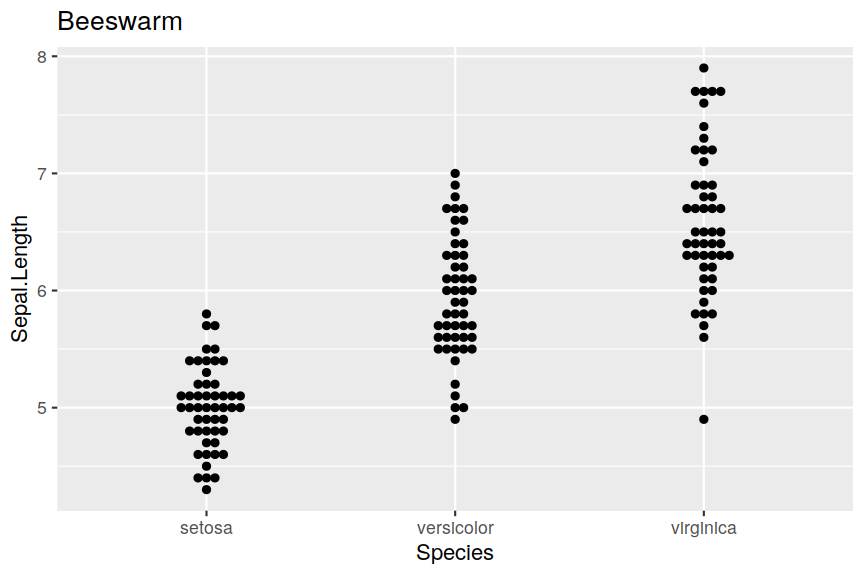 Beeswarm
8
7
6
5
Sepal.Length
setosa
versicolor
virginica
Species